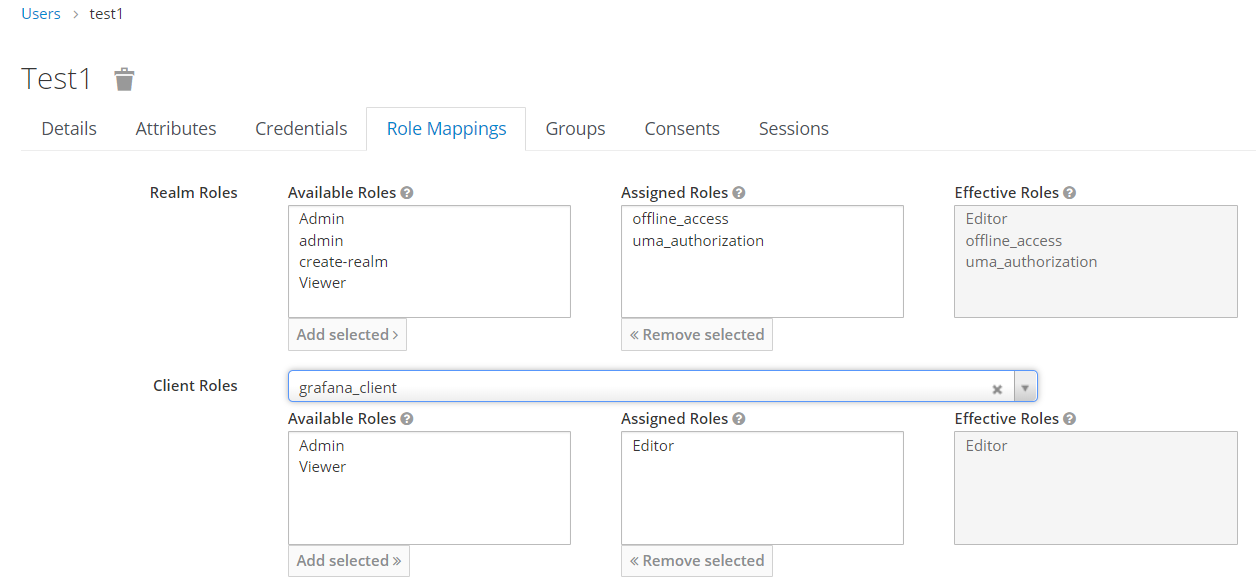 Users > test1
Test1
Details Attributes Credentials Role Mappings Groups Consents Sessions
Realm Roles Available Roles Assigned Roles Effective Roles
Admin offline_access Editor
admin uma_authorization offline_access
create-realm uma_authorization
Viewer
Add selected > « Remove selected
Client Roles grafana_client
Available Roles Assigned Roles Effective Roles
Admin Editor Editor
Viewer
Add selected » « Remove selected